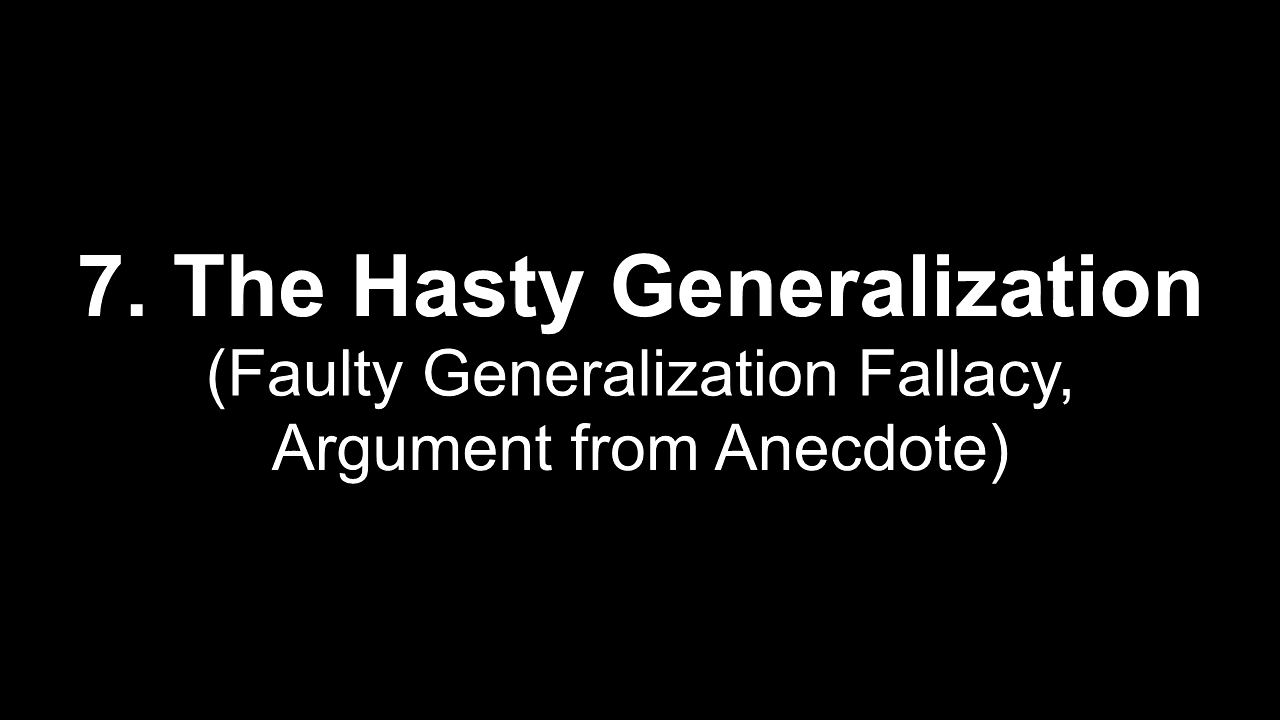 7. The Hasty Generalization
(Faulty Generalization Fallacy,
Argument from Anecdote)